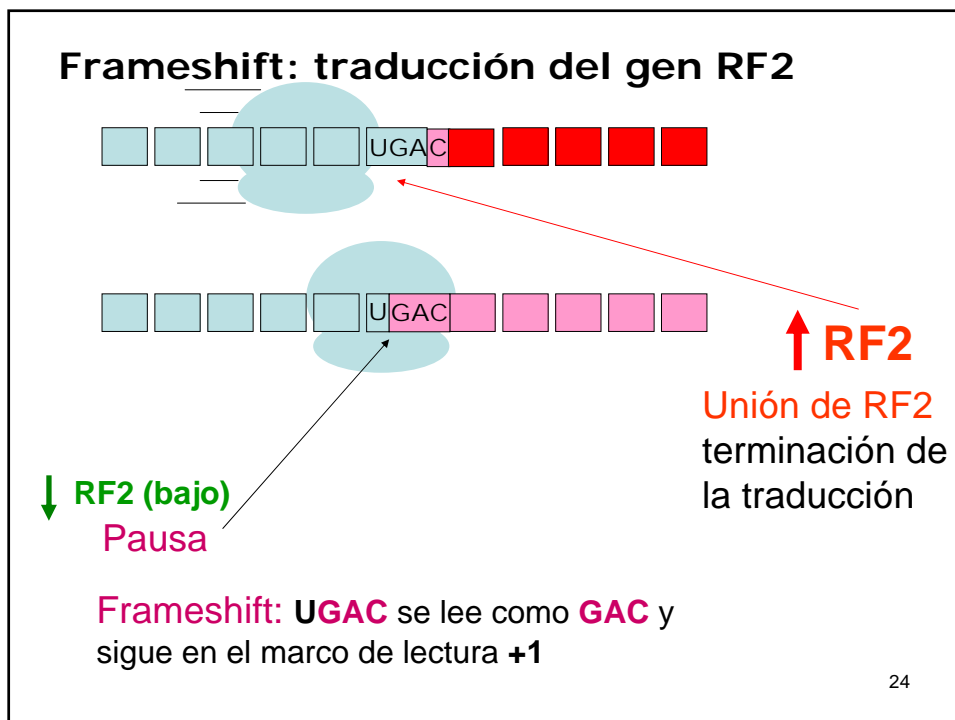 Frameshift: traducción del gen RF2
UGAC
UGAC
RF2
Unión de RF2
terminación de
la traducción
RF2 (bajo)
Pausa
Frameshift: UGAC se lee como GAC y
sigue en el marco de lectura +1
24